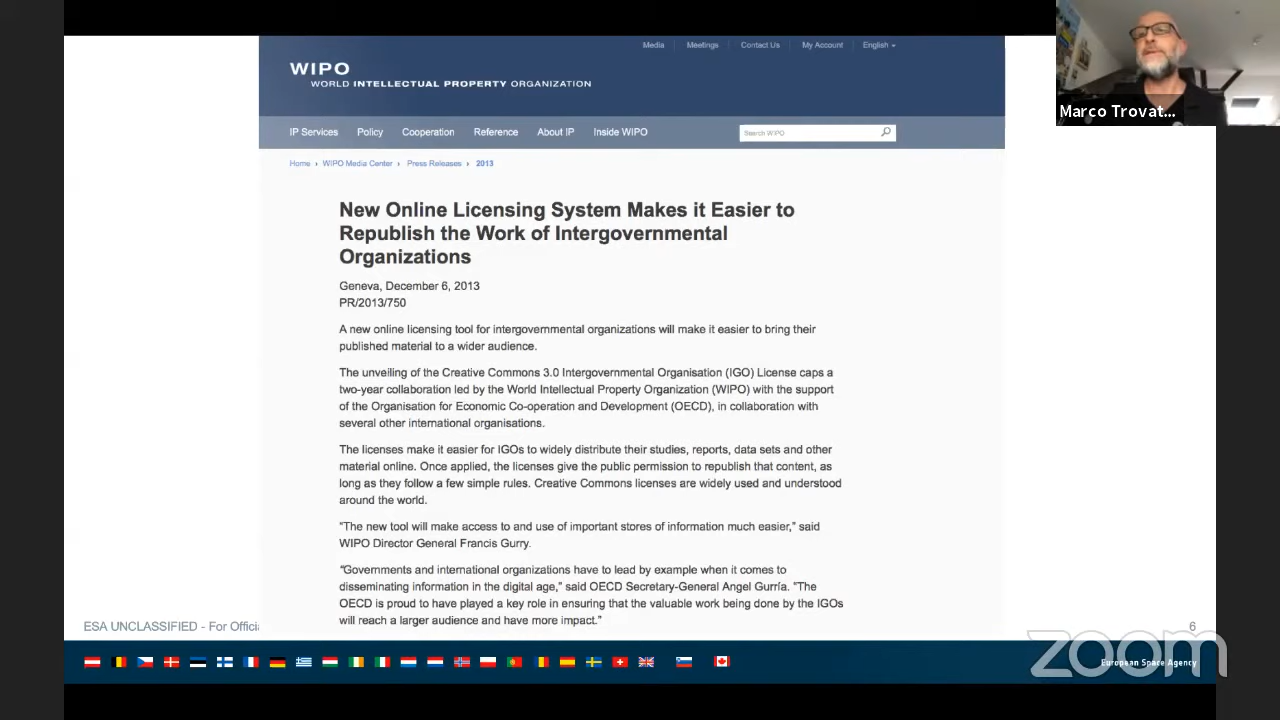 Media
Meetings
Contact Us
My Account
English
WIPO
WORLD INTELLECTUAL PROPERTY ORGANIZATION
Marco Trovat...
IP Services
Policy
Cooperation
Reference
About IP
Inside WIPO
Search WIPO
Home › WIPO Media Center › Press Releases › 2013
New Online Licensing System Makes it Easier to
Republish the Work of Intergovernmental
Organizations
Geneva, December 6, 2013
PR/2013/750
A new online licensing tool for intergovernmental organizations will make it easier to bring their
published material to a wider audience.
The unveiling of the Creative Commons 3.0 Intergovernmental Organisation (IGO) License caps a
two-year collaboration led by the World Intellectual Property Organization (WIPO) with the support
of the Organisation for Economic Co-operation and Development (OECD), in collaboration with
several other international organisations.
The licenses make it easier for IGOs to widely distribute their studies, reports, data sets and other
material online. Once applied, the licenses give the public permission to republish that content, as
long as they follow a few simple rules. Creative Commons licenses are widely used and understood
around the world.
"The new tool will make access to and use of important stores of information much easier," said
WIPO Director General Francis Gurry.
"Governments and international organizations have to lead by example when it comes to
disseminating information in the digital age," said OECD Secretary-General Angel Gurría. "The
OECD is proud to have played a key role in ensuring that the valuable work being done by the IGOs
will reach a larger audience and have more impact."
ESA UNCLASSIFIED - For Officia
6
zoom
European Space Agency